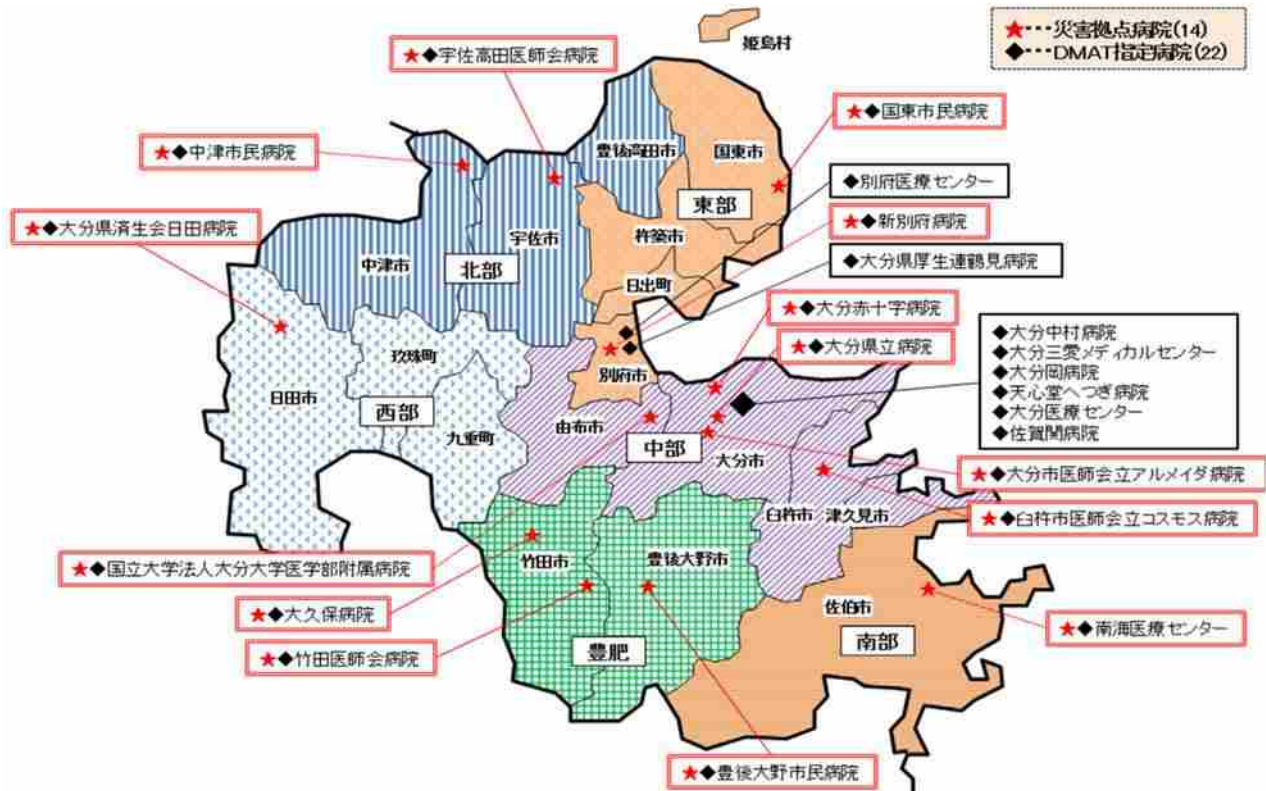 姫島村
★･･･災害拠点病院(14)
◆･･･DMAT指定病院(22)
★◆宇佐高田医師会病院
★◆国東市民病院
★◆中津市民病院
豊後高田市
国東市
◆別府医療センター
東部
★◆新別府病院
★◆大分県済生会日田病院
宇佐市
杵築市
中津市
北部
◆大分県厚生連鶴見病院
日出町
★◆大分赤十字病院
◆大分中村病院
◆大分三愛メディカルセンター
◆大分岡病院
◆天心堂へつぎ病院
◆大分医療センター
◆佐賀関病院
★◆大分県立病院
玖珠町
別府市
日田市
西部
九重町
由布市
中部
大分市
★◆大分市医師会立アルメイダ病院
臼杵市
津久見市
★◆臼杵市医師会立コスモス病院
★◆国立大学法人大分大学医学部附属病院
竹田市
豊後大野市
佐伯市
★◆大久保病院
★◆南海医療センター
南部
★◆竹田医師会病院
豊肥
★◆豊後大野市民病院